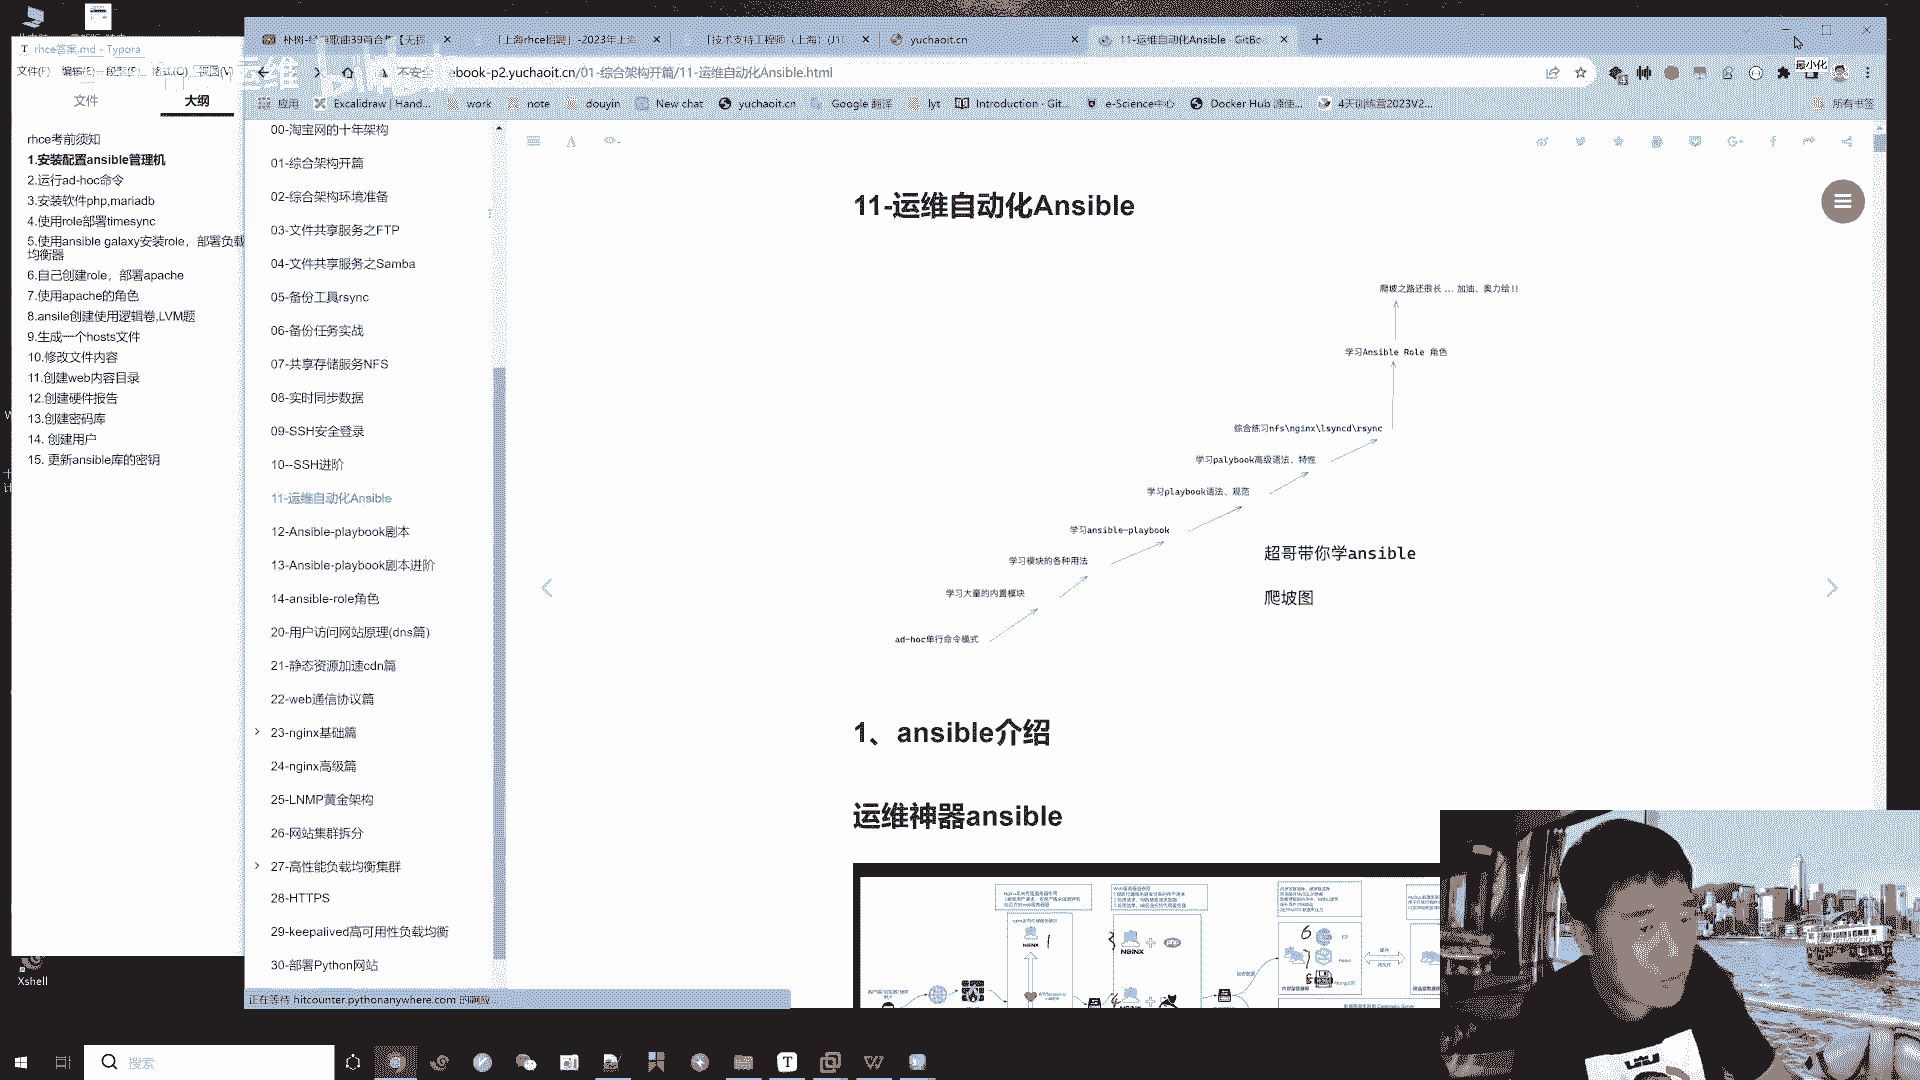 rhce答案.md - Typora
文件(F) 编辑(E) 段落(P) 格式(O) 视图(V)
文件 大纲
rhce考前须知
1.安装配置ansible管理机
2.运行ad-hoc命令
3.安装软件php,mariadb
4.使用role部署timesync
5.使用ansible galaxy安装role，部署负载
均衡器
6.自己创建role，部署apache
7.使用apache的角色
8.ansile创建使用逻辑卷,LVM题
9.生成一个hosts文件
10.修改文件内容
11.创建web内容目录
12.创建硬件报告
13.创建密码库
14. 创建用户
15. 更新ansible库的密钥
Xshell
「上海rhce招聘」-2023年上海
「技术支持工程师（上海）(J1
yuchaoit.cn
11-运维自动化Ansible · GitBo
最小化
不安全 ebook-p2.yuchaoit.cn/01-综合架构开篇/11-运维自动化Ansible.html
应用 Excalidraw | Hand... work note douyin New chat yuchaoit.cn Google 翻译 lyt Introduction · Git... e-Science中心 Docker Hub 源使... 4天训练营2023V2... 所有书签
00-淘宝网的十年架构
01-综合架构开篇
02-综合架构环境准备
03-文件共享服务之FTP
04-文件共享服务之Samba
05-备份工具rsync
06-备份任务实战
07-共享存储服务NFS
08-实时同步数据
09-SSH安全登录
10--SSH进阶
11-运维自动化Ansible
12-Ansible-playbook剧本
13-Ansible-playbook剧本进阶
14-ansible-role角色
20-用户访问网站原理(dns篇)
21-静态资源加速cdn篇
22-web通信协议篇
23-nginx基础篇
24-nginx高级篇
25-LNMP黄金架构
26-网站集群拆分
27-高性能负载均衡集群
28-HTTPS
29-keepalived高可用性负载均衡
30-部署Python网站
正在等待 hitcounter.pythonanywhere.com 的响应...
11-运维自动化Ansible
爬坡之路还很长 ... 加油、奥力给!!
学习Ansible Role 角色
综合练习nfs\nginx\lsyncd\rsync
学习palybook高级语法、特性
学习playbook语法、规范
学习ansible-playbook
学习模块的各种用法
学习大量的内置模块
ad-hoc单行命令模式
超哥带你学ansible
爬坡图
1、ansible介绍
运维神器ansible
NGINX
NGINX
php
搜索